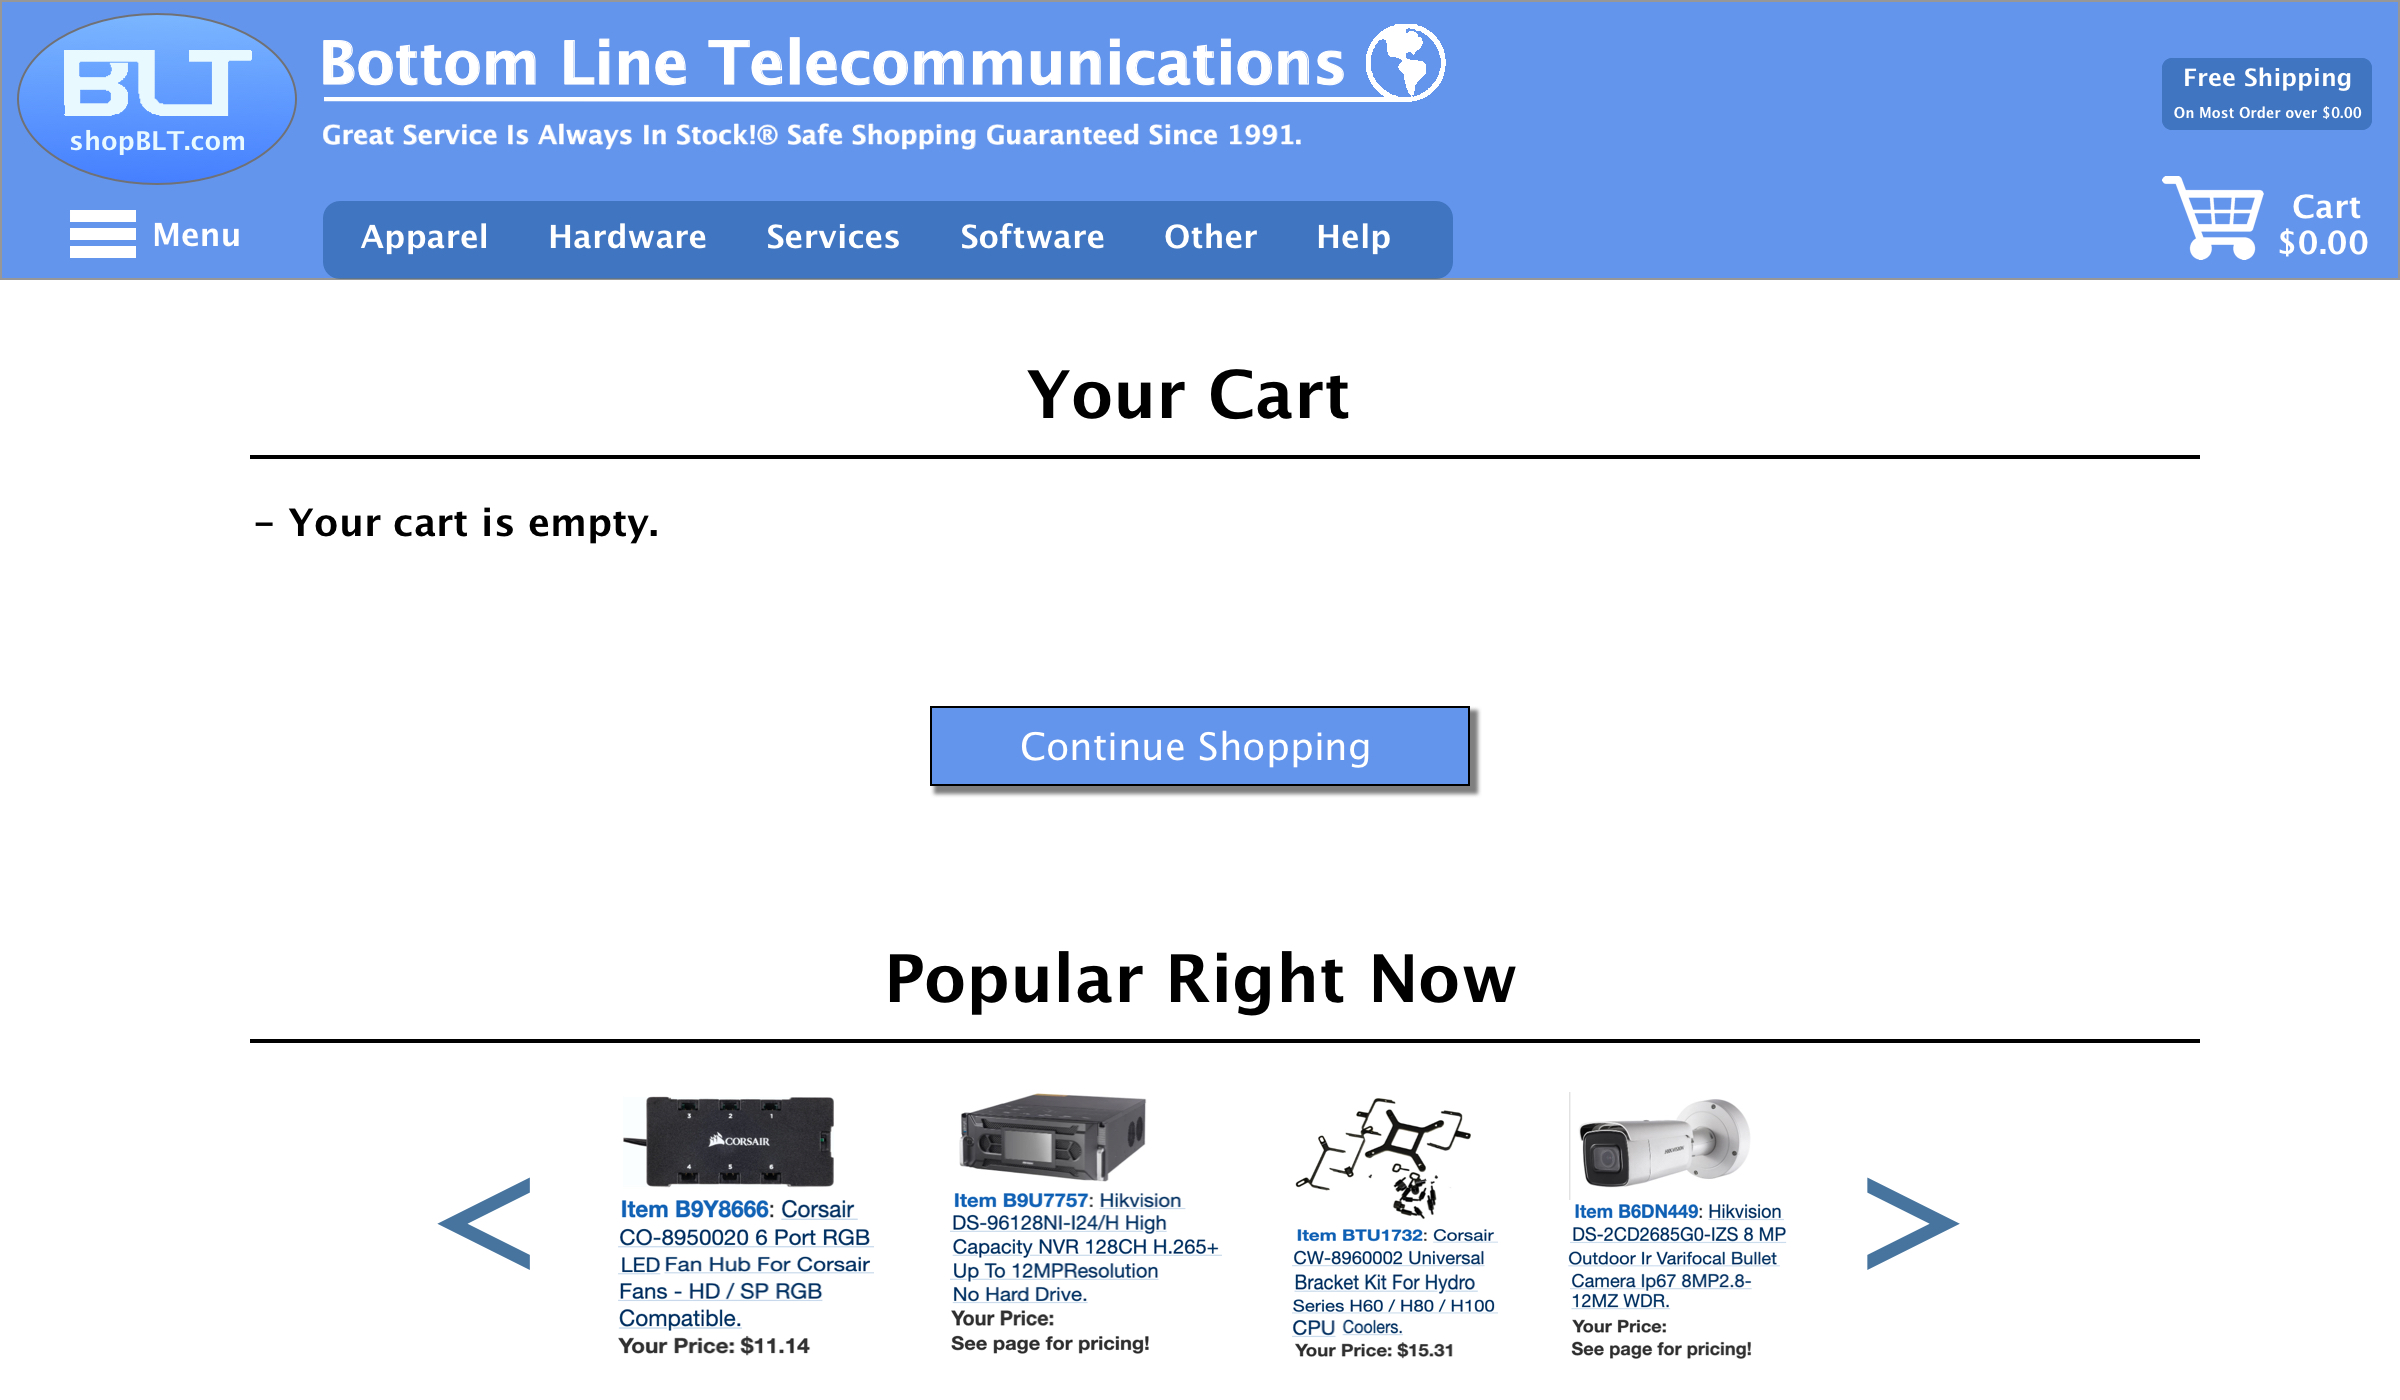 BLT
shopBLT.com
Bottom Line Telecommunications
Great Service Is Always In Stock!® Safe Shopping Guaranteed Since 1991.
Free Shipping
On Most Order over $0.00
Menu
Apparel Hardware Services Software Other Help
Cart
$0.00
Your Cart
- Your cart is empty.
Continue Shopping
Popular Right Now
<
3 2 1
CORSAIR
4 5 6
Item B9Y8666: Corsair
CO-8950020 6 Port RGB
LED Fan Hub For Corsair
Fans - HD / SP RGB
Compatible.
Your Price: $11.14
Item B9U7757: Hikvision
DS-96128NI-I24/H High
Capacity NVR 128CH H.265+
Up To 12MPResolution
No Hard Drive.
Your Price:
See page for pricing!
Item BTU1732: Corsair
CW-8960002 Universal
Bracket Kit For Hydro
Series H60 / H80 / H100
CPU Coolers.
Your Price: $15.31
HIKVISION
Item B6DN449: Hikvision
DS-2CD2685G0-IZS 8 MP
Outdoor Ir Varifocal Bullet
Camera Ip67 8MP2.8-
12MZ WDR.
Your Price:
See page for pricing!
>